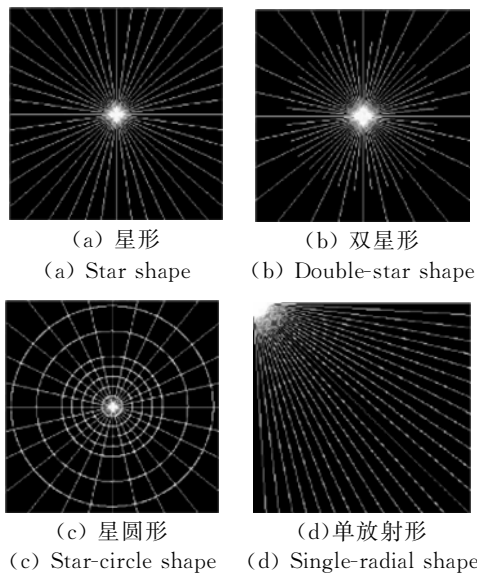 (a) 星形
(a) Star shape
(b) 双星形
(b) Double-star shape
(c) 星圆形
(c) Star-circle shape
(d)单放射形
(d) Single-radial shape